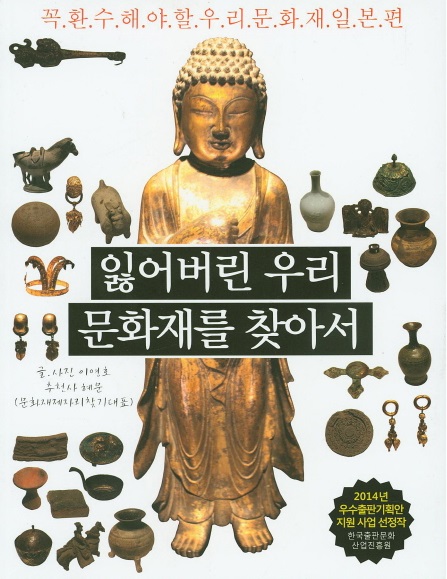 꼭.환.수.해.야.할.우.리.문.화.재.일.본.편
잃어버린 우리
문화재를 찾아서
글.사진 이영호
추천사 혜문
(문화재제자리찾기대표)
2014년
우수출판기획안
지원 사업 선정작
한국출판문화
산업진흥원